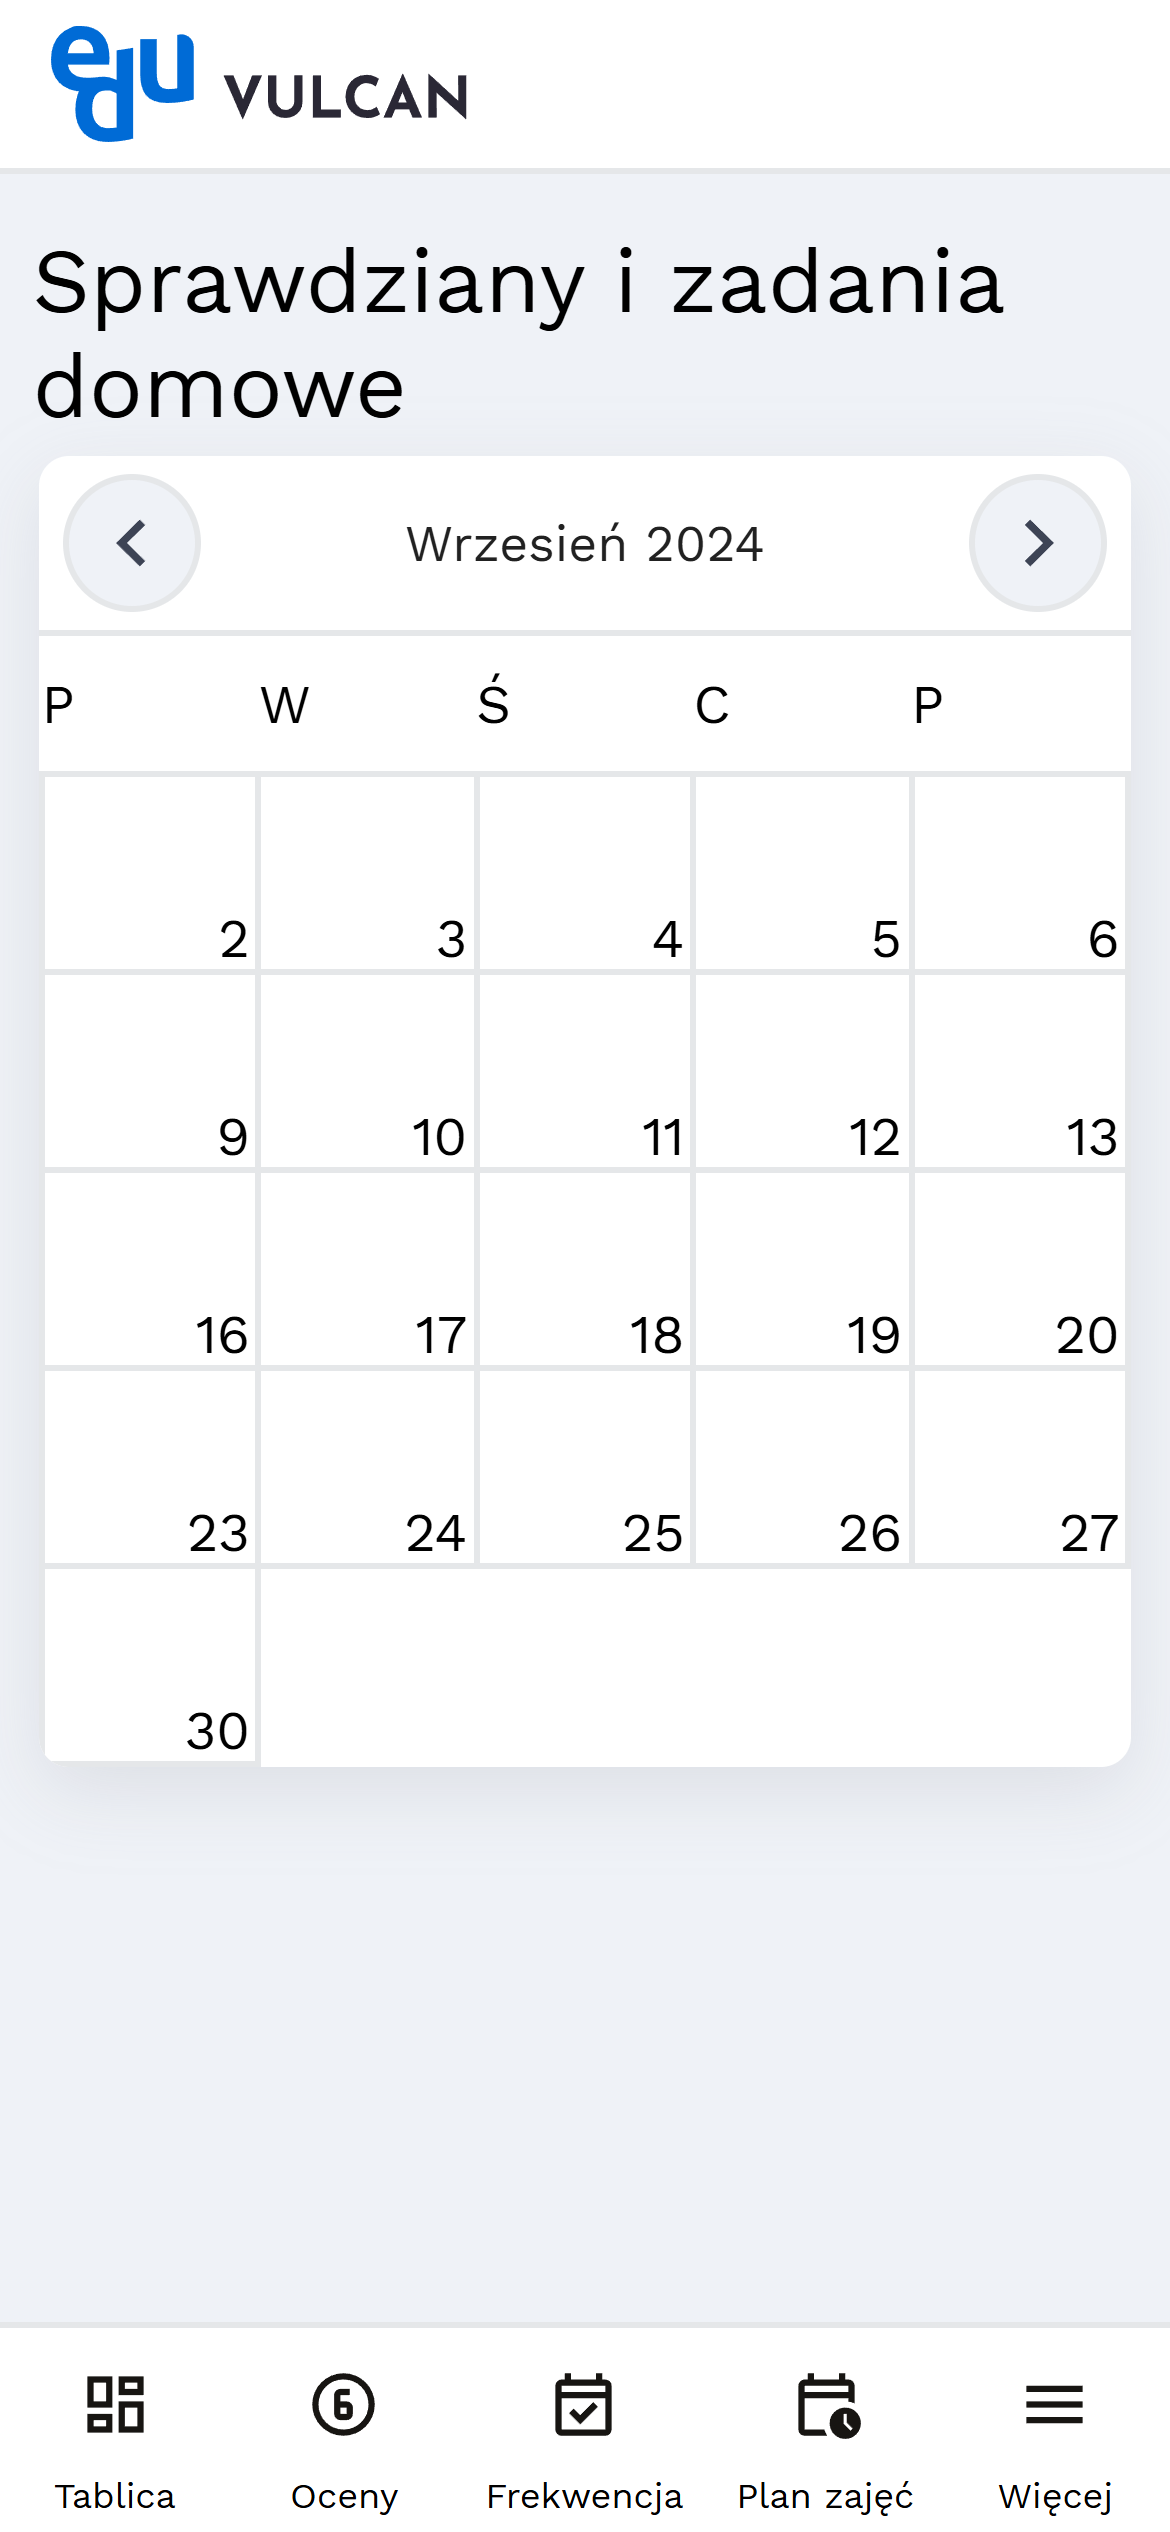 edu VULCAN
Sprawdziany i zadania
domowe
Wrzesień 2024
P W Ś C P
2 3 4 5 6
9 10 11 12 13
16 17 18 19 20
23 24 25 26 27
30
6
Tablica Oceny Frekwencja Plan zajęć Więcej